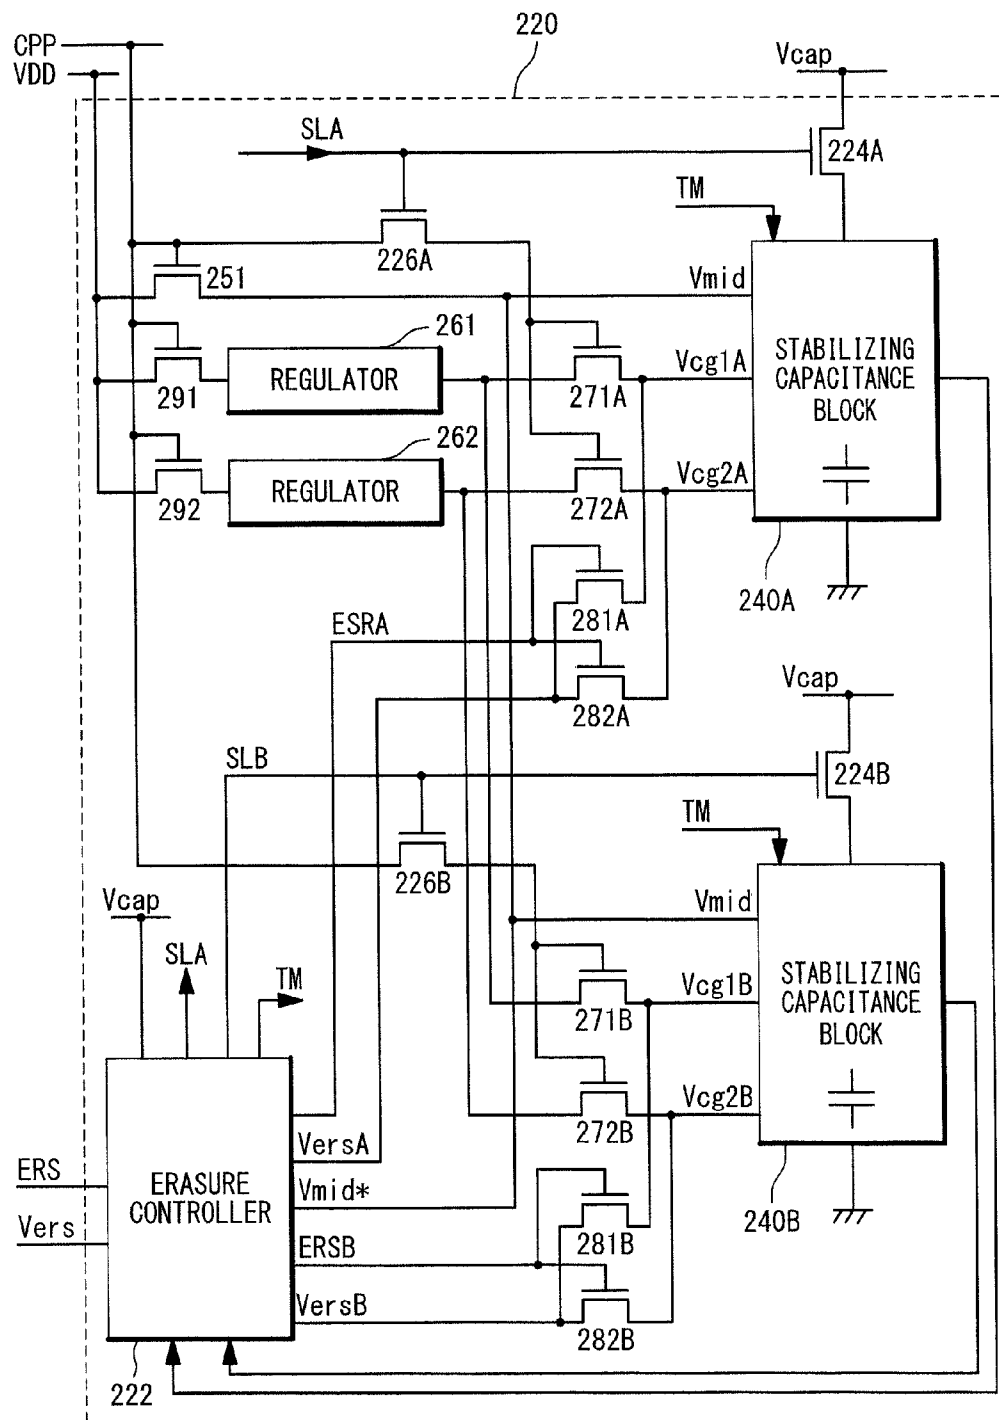 220
CPP
VDD
Vcap
SLA
224A
TM
226A
251
Vmid
261
REGULATOR
291
271A
Vcg1A
STABILIZING
CAPACITANCE
BLOCK
262
REGULATOR
292
272A
Vcg2A
240A
281A
ESRA
282A
Vcap
SLB
224B
TM
226B
Vcap
SLA
TM
Vmid
271B
Vcg1B
STABILIZING
CAPACITANCE
BLOCK
272B
Vcg2B
240B
ERS
Vers
ERASURE
CONTROLLER
VersA
Vmid*
ERSB
VersB
281B
282B
222